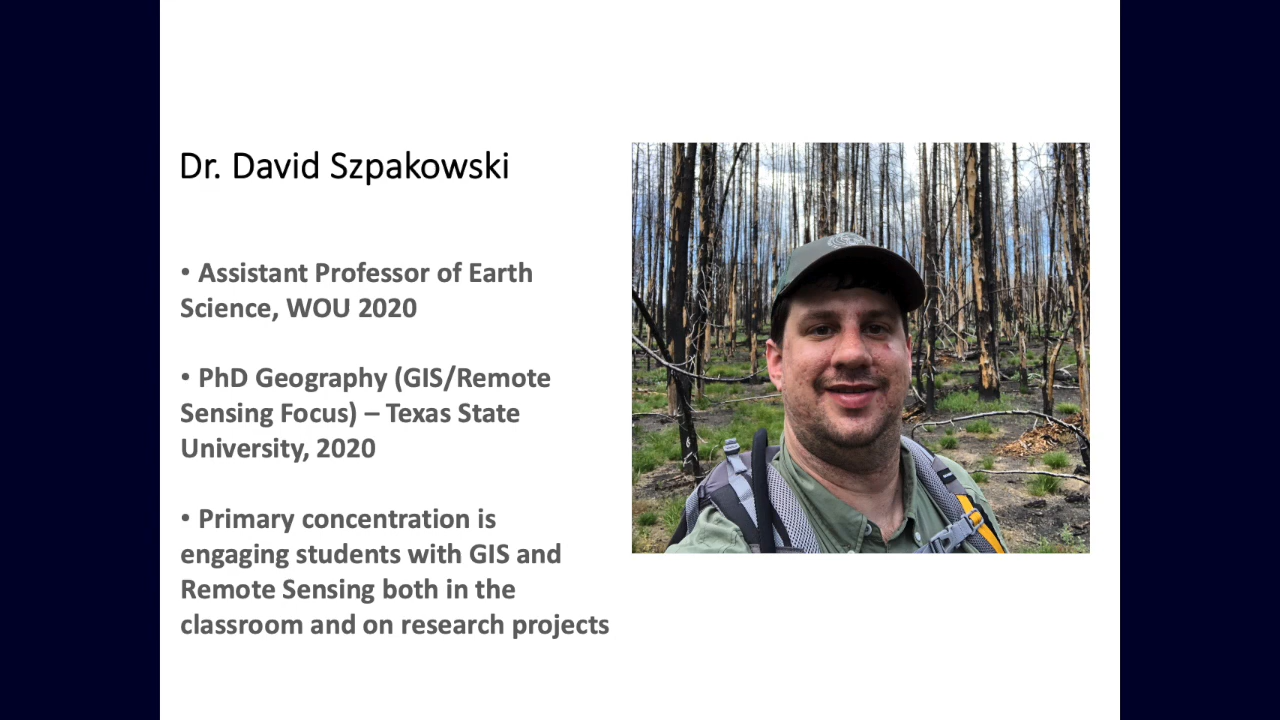 Dr. David Szpakowski
• Assistant Professor of Earth
Science, WOU 2020
• PhD Geography (GIS/Remote
Sensing Focus) – Texas State
University, 2020
• Primary concentration is
engaging students with GIS and
Remote Sensing both in the
classroom and on research projects